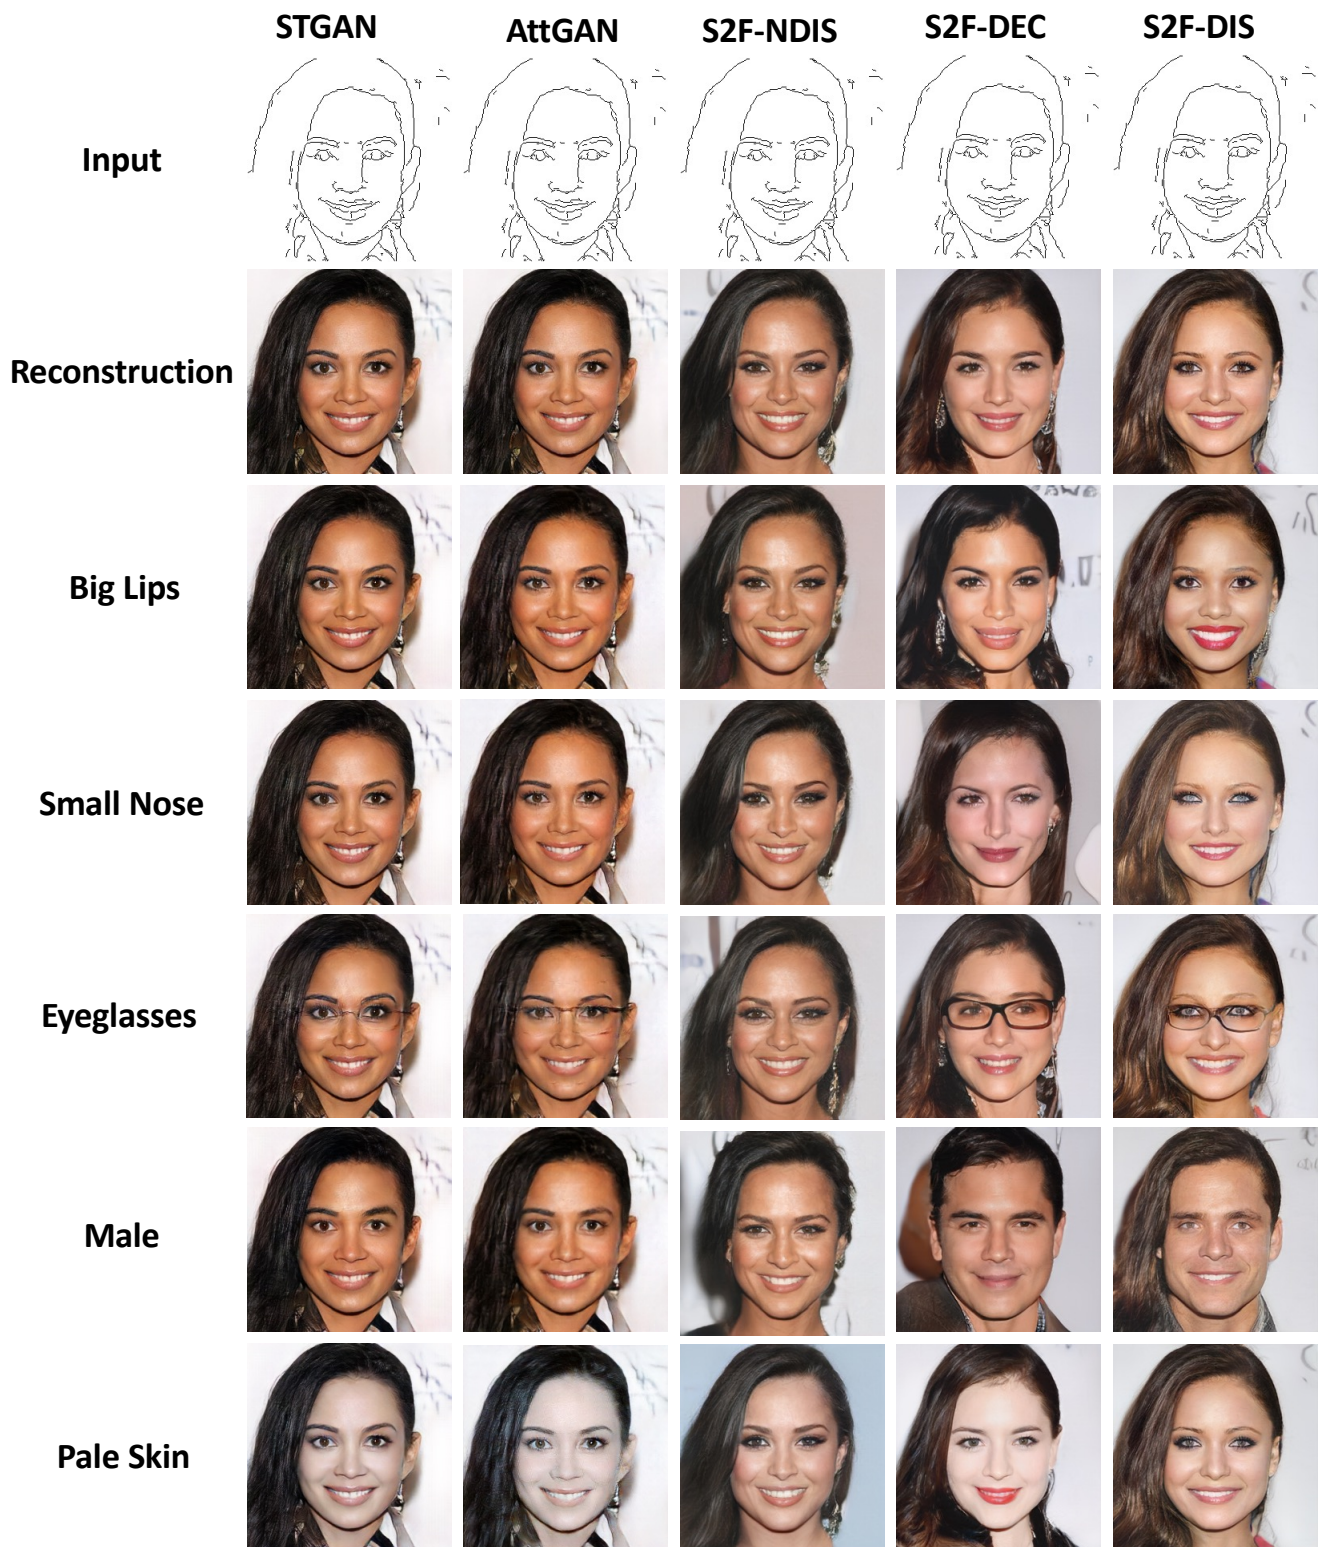 STGAN AttGAN S2F-NDIS S2F-DEC S2F-DIS
Input
Reconstruction
Big Lips
Small Nose
Eyeglasses
Male
Pale Skin